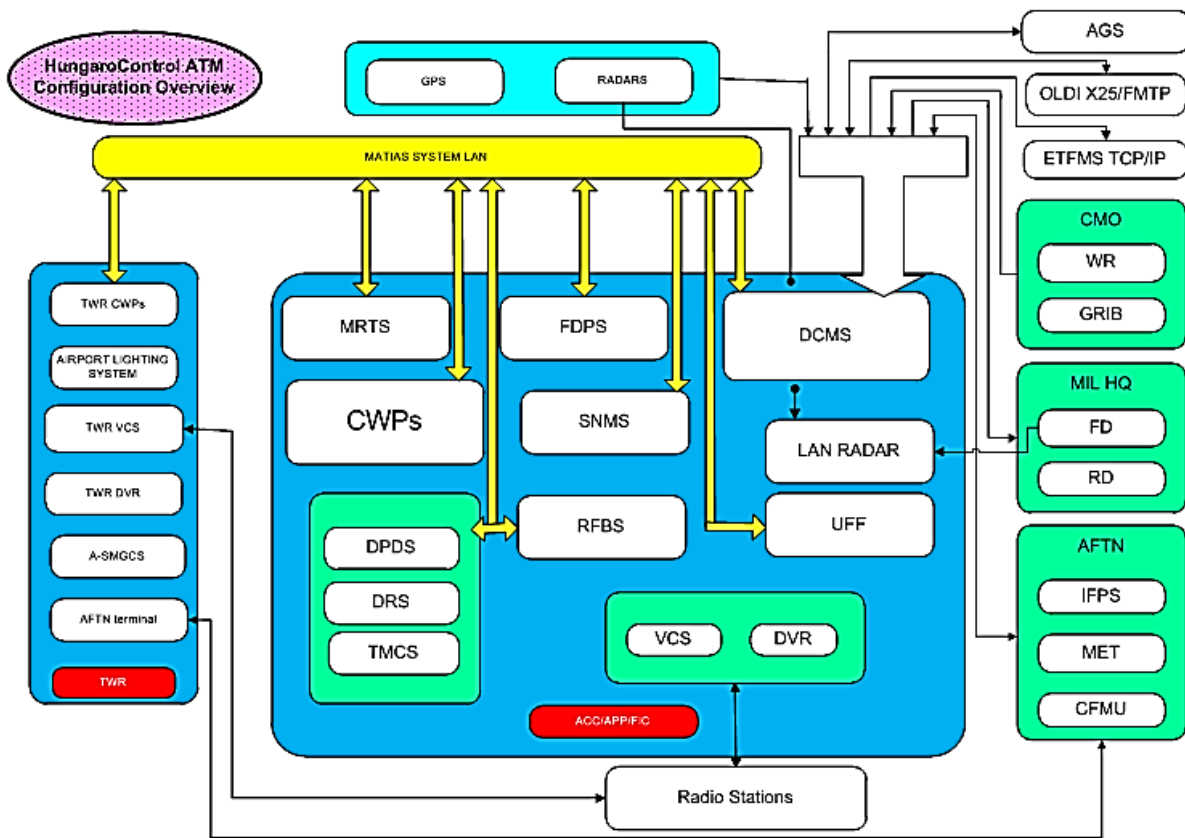 HungaroControl ATM
Configuration Overview
GPS
RADARS
AGS
OLDI X25/FMTP
ETFMS TCP/IP
MATIAS SYSTEM LAN
CMO
WR
GRIB
TWR CWPs
AIRPORT LIGHTING
SYSTEM
TWR VCS
TWR DVR
A-SMGCS
AFTN terminal
TWR
MRTS
FDPS
DCMS
CWPs
SNMS
LAN RADAR
MIL HQ
FD
RD
DPDS
DRS
TMCS
RFBS
UFF
VCS
DVR
ACC/APP/FIC
AFTN
IFPS
MET
CFMU
Radio Stations